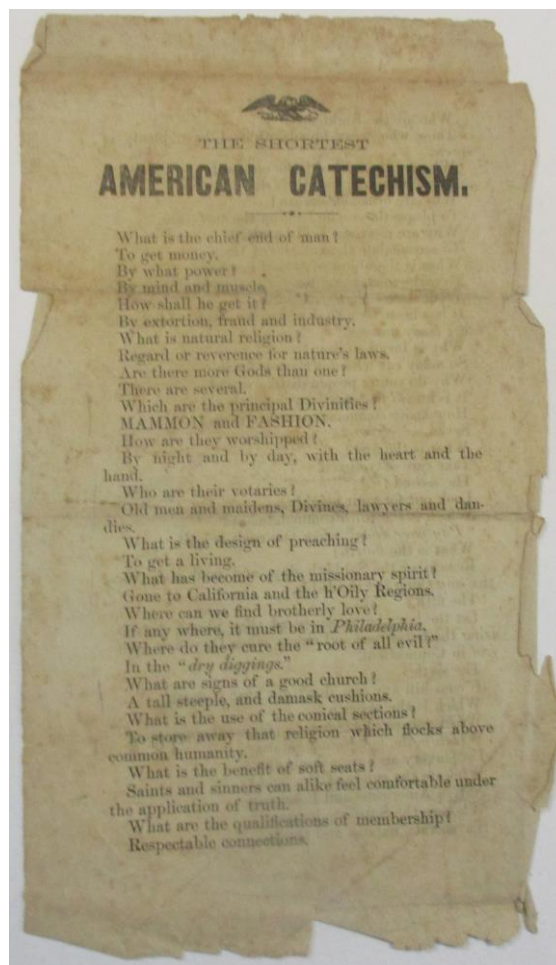 THE SHORTEST
AMERICAN CATECHISM.
What is the chief end of man?
To get money.
By what power?
By mind and muscle
How shall he get it?
By extortion, fraud and industry.
What is natural religion?
Regard or reverence for nature's laws.
Are there more Gods than one?
There are several.
Which are the principal Divinities?
MAMMON and FASHION.
How are they worshipped?
By night and by day, with the heart and the
hand.
Who are their votaries?
Old men and maidens, Divines, lawyers and dan-
dies.
What is the design of preaching?
To get a living.
What has become of the missionary spirit?
Gone to California and the h'Oily Regions.
Where can we find brotherly love?
If any where, it must be in Philadelphia.
Where do they cure the "root of all evil?"
In the "dry diggings."
What are signs of a good church?
A tall steeple, and damask cushions.
What is the use of the conical sections?
To store away that religion which flocks above
common humanity.
What is the benefit of soft seats?
Saints and sinners can alike feel comfortable under
the application of truth.
What are the qualifications of membership?
Respectable connections.